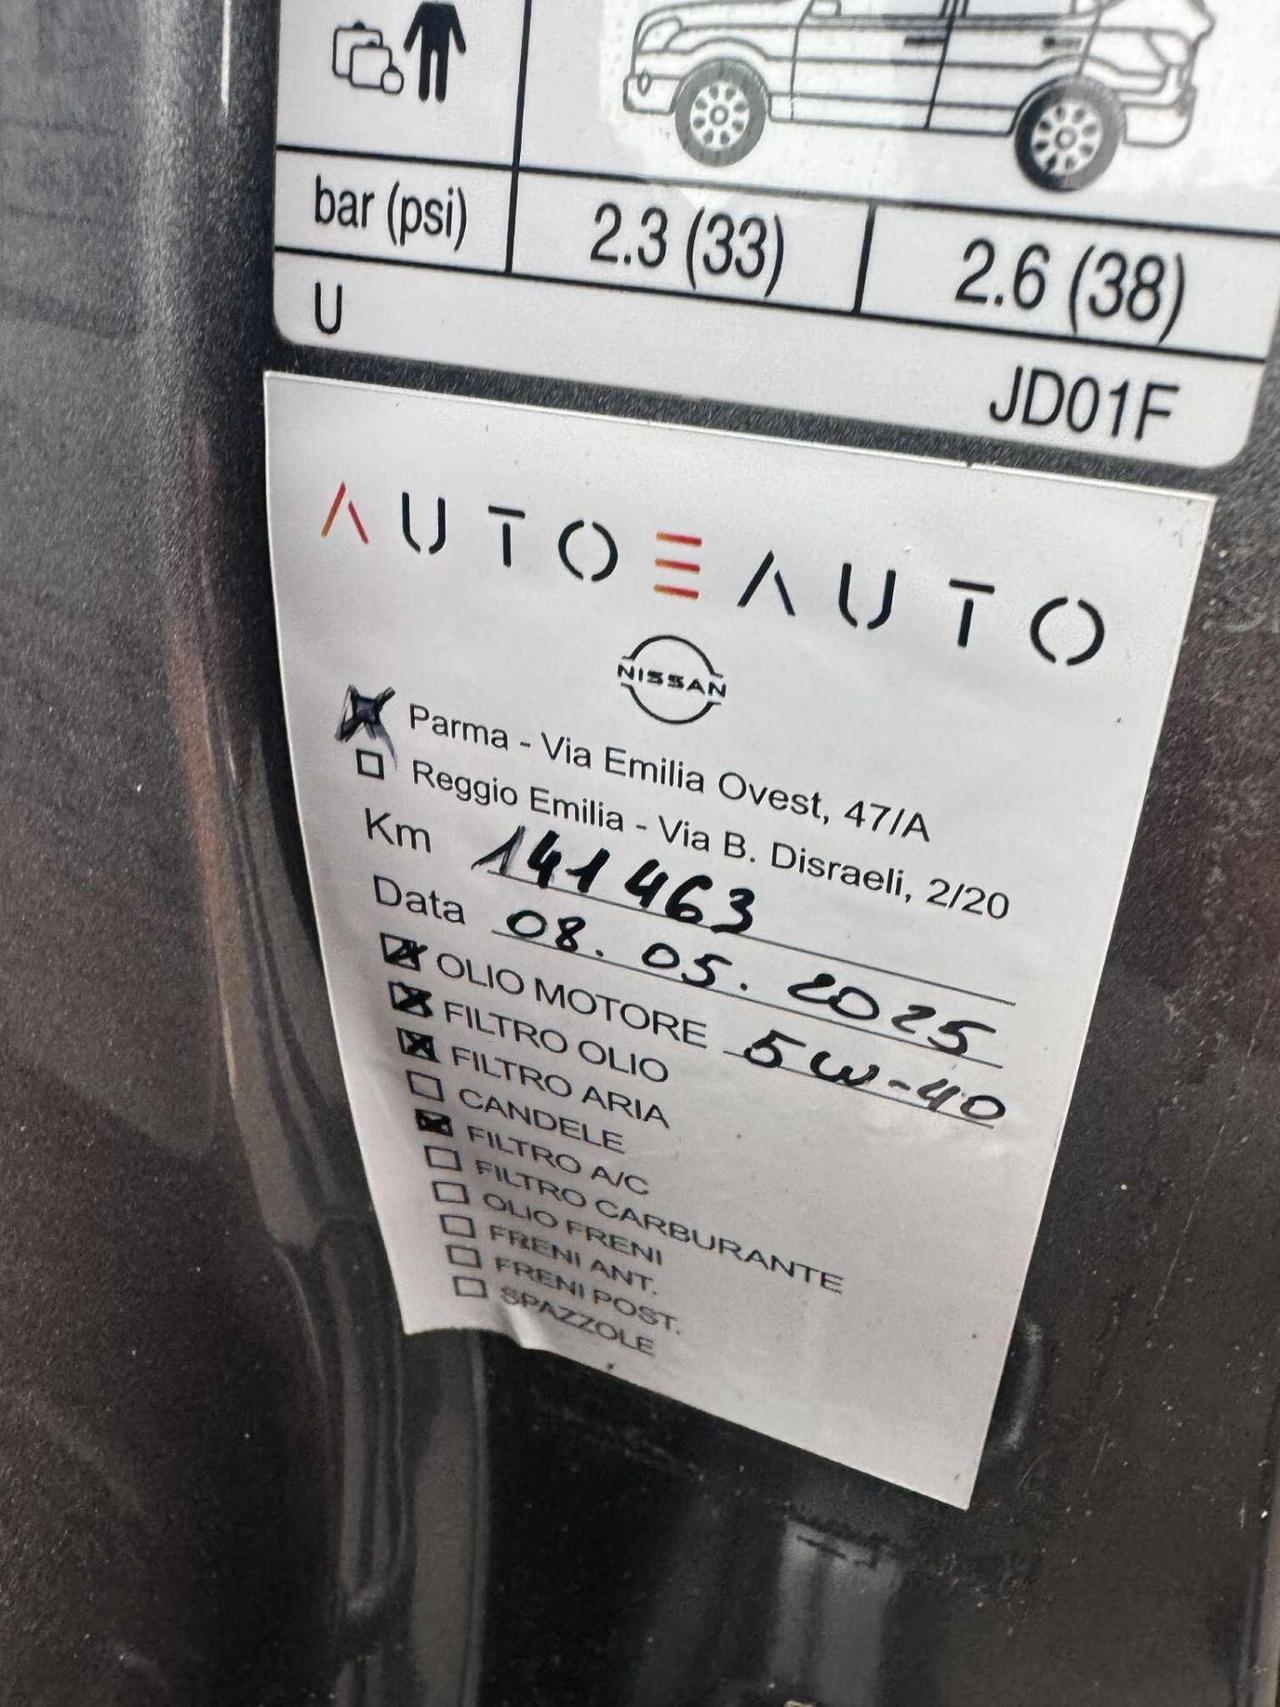 bar (psi) 2.3 (33) 2.6 (38)
U JD01F
AUTOEAUTO
NISSAN
Parma - Via Emilia Ovest, 47/A
Reggio Emilia - Via B. Disraeli, 2/20
Km 141463
Data 08.05.2025
OLIO MOTORE 5W-40
FILTRO OLIO
FILTRO ARIA
CANDELE
FILTRO A/C
FILTRO CARBURANTE
OLIO FRENI
FRENI ANT.
FRENI POST.
SPAZZOLE